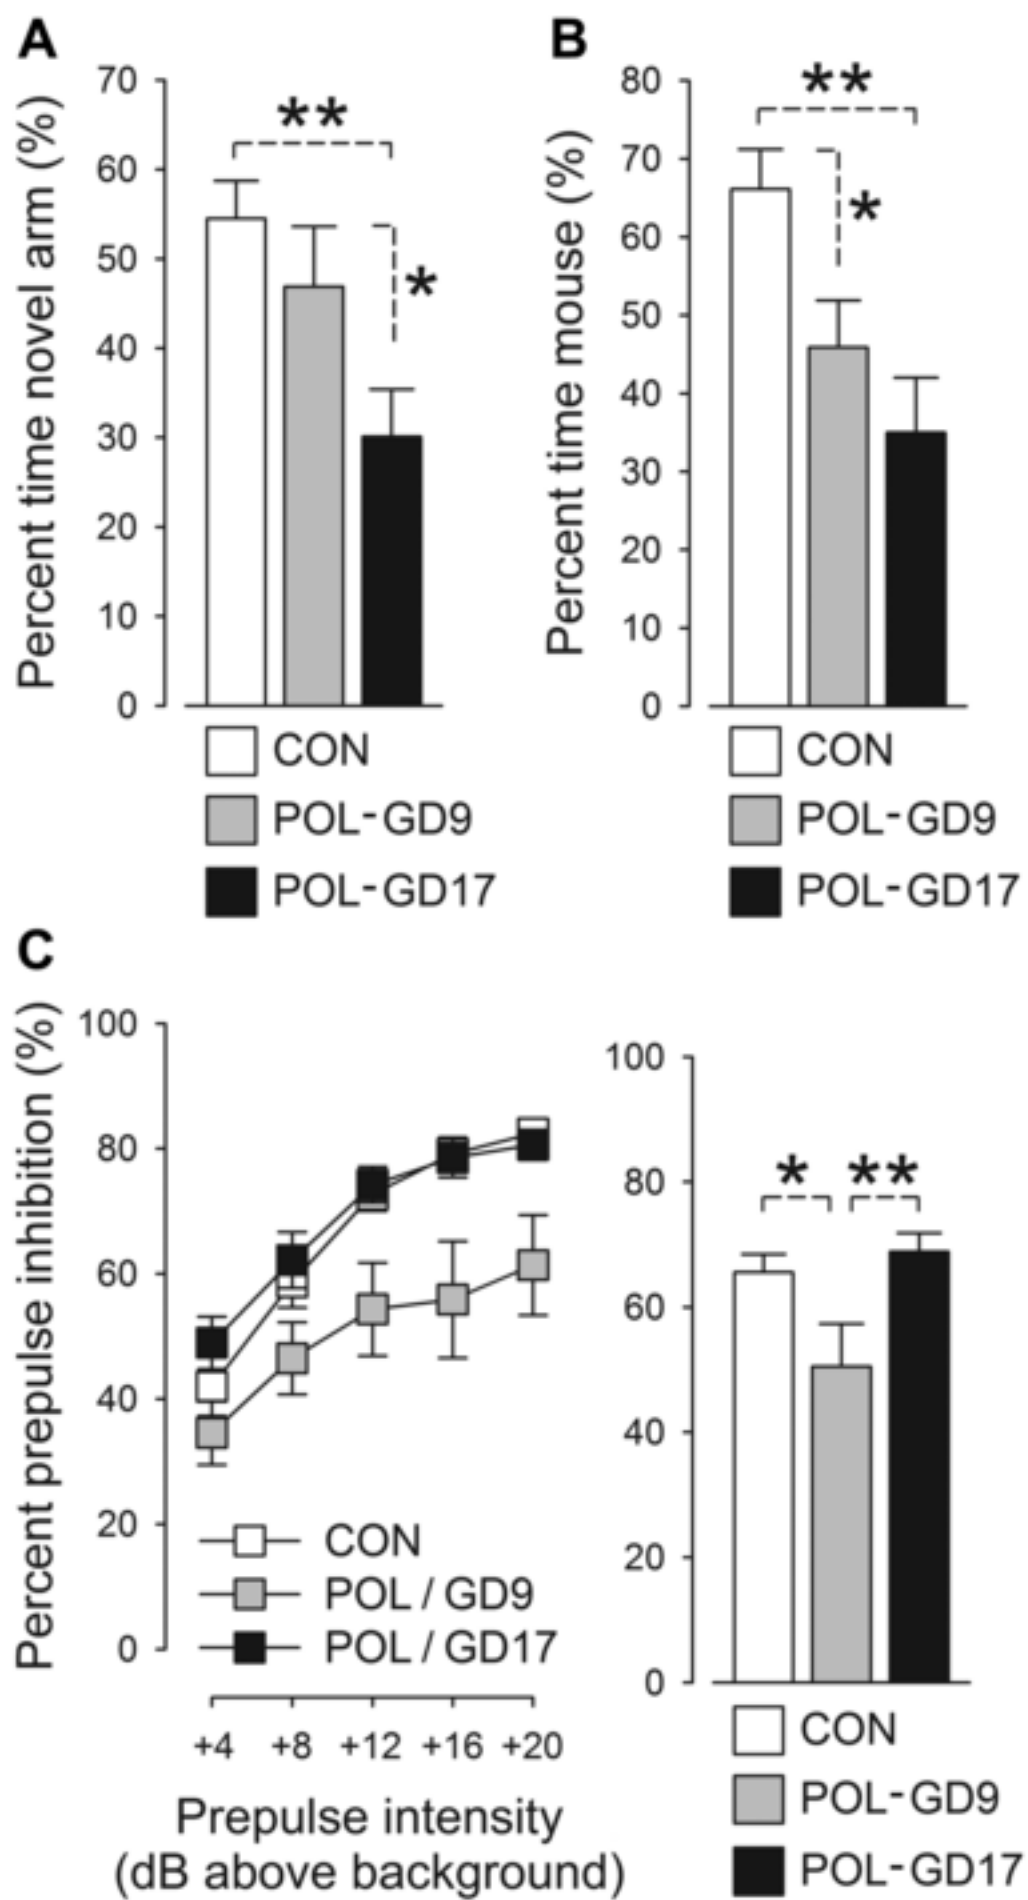 A
Percent time novel arm (%)
70
60
50
40
30
20
10
0
**
*
CON
POL-GD9
POL-GD17
B
Percent time mouse (%)
80
70
60
50
40
30
20
10
0
**
*
CON
POL-GD9
POL-GD17
C
Percent prepulse inhibition (%)
100
80
60
40
20
0
CON
POL / GD9
POL / GD17
+4 +8 +12 +16 +20
Prepulse intensity
(dB above background)
100
80
60
40
20
0
* **
CON
POL-GD9
POL-GD17